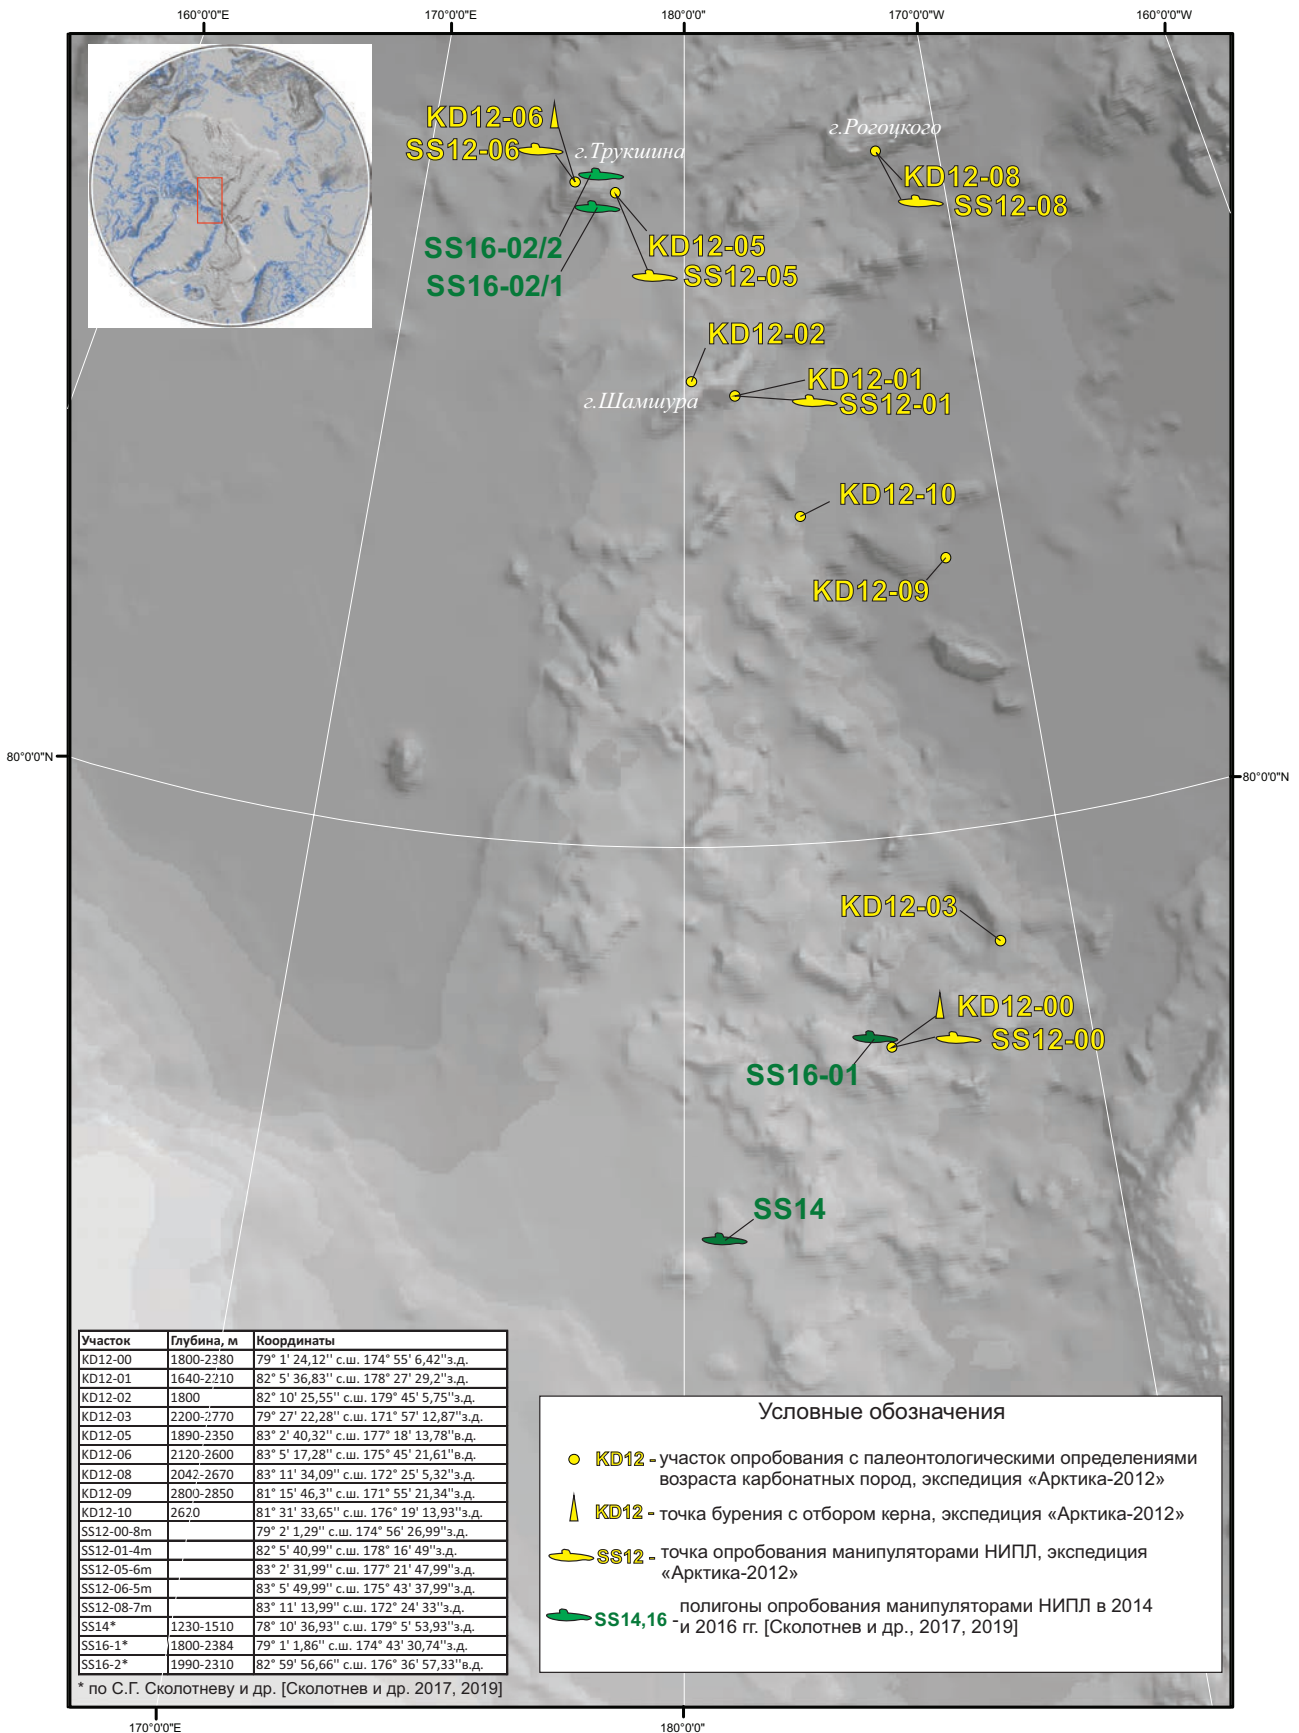 160°0'0"E 170°0'0"E 180°0'0" 170°0'0"W 160°0'0"W
KD12-06
SS12-06
г.Трукшина
г.Рогоцкого
KD12-08
SS12-08
SS16-02/2
SS16-02/1
KD12-05
SS12-05
KD12-02
KD12-01
SS12-01
г.Шамшура
KD12-10
KD12-09
80°0'0"N
80°0'0"N
KD12-03
KD12-00
SS12-00
SS16-01
SS14
Участок Глубина, м Координаты
KD12-00 1800-2380 79° 1' 24,12'' с.ш. 174° 55' 6,42''з.д.
KD12-01 1640-2210 82° 5' 36,83'' с.ш. 178° 27' 29,2''з.д.
KD12-02 1800 82° 10' 25,55'' с.ш. 179° 45' 5,75''з.д.
KD12-03 2200-2770 79° 27' 22,28'' с.ш. 171° 57' 12,87''з.д.
KD12-05 1890-2350 83° 2' 40,32'' с.ш. 177° 18' 13,78''в.д.
KD12-06 2120-2600 83° 5' 17,28'' с.ш. 175° 45' 21,61''в.д.
KD12-08 2042-2670 83° 11' 34,09'' с.ш. 172° 25' 5,32''з.д.
KD12-09 2800-2850 81° 15' 46,3'' с.ш. 171° 55' 21,34''з.д.
KD12-10 2620 81° 31' 33,65'' с.ш. 176° 19' 13,93''з.д.
SS12-00-8m 79° 2' 1,29'' с.ш. 174° 56' 26,99''з.д.
SS12-01-4m 82° 5' 40,99'' с.ш. 178° 16' 49''з.д.
SS12-05-6m 83° 2' 31,99'' с.ш. 177° 21' 47,99''з.д.
SS12-06-5m 83° 5' 49,99'' с.ш. 175° 43' 37,99''з.д.
SS12-08-7m 83° 11' 13,99'' с.ш. 172° 24' 33''з.д.
SS14* 1230-1510 78° 10' 36,93'' с.ш. 179° 5' 53,93''з.д.
SS16-1* 1800-2384 79° 1' 1,86'' с.ш. 174° 43' 30,74''з.д.
SS16-2* 1990-2310 82° 59' 56,66'' с.ш. 176° 36' 57,33''в.д.
* по С.Г. Сколотневу и др. [Сколотнев и др. 2017, 2019]
Условные обозначения
KD12 - участок опробования с палеонтологическими определениями
возраста карбонатных пород, экспедиция «Арктика-2012»
KD12 - точка бурения с отбором керна, экспедиция «Арктика-2012»
SS12 - точка опробования манипуляторами НИПЛ, экспедиция
«Арктика-2012»
SS14,16 - полигоны опробования манипуляторами НИПЛ в 2014
и 2016 гг. [Сколотнев и др., 2017, 2019]
170°0'0"E 180°0'0"